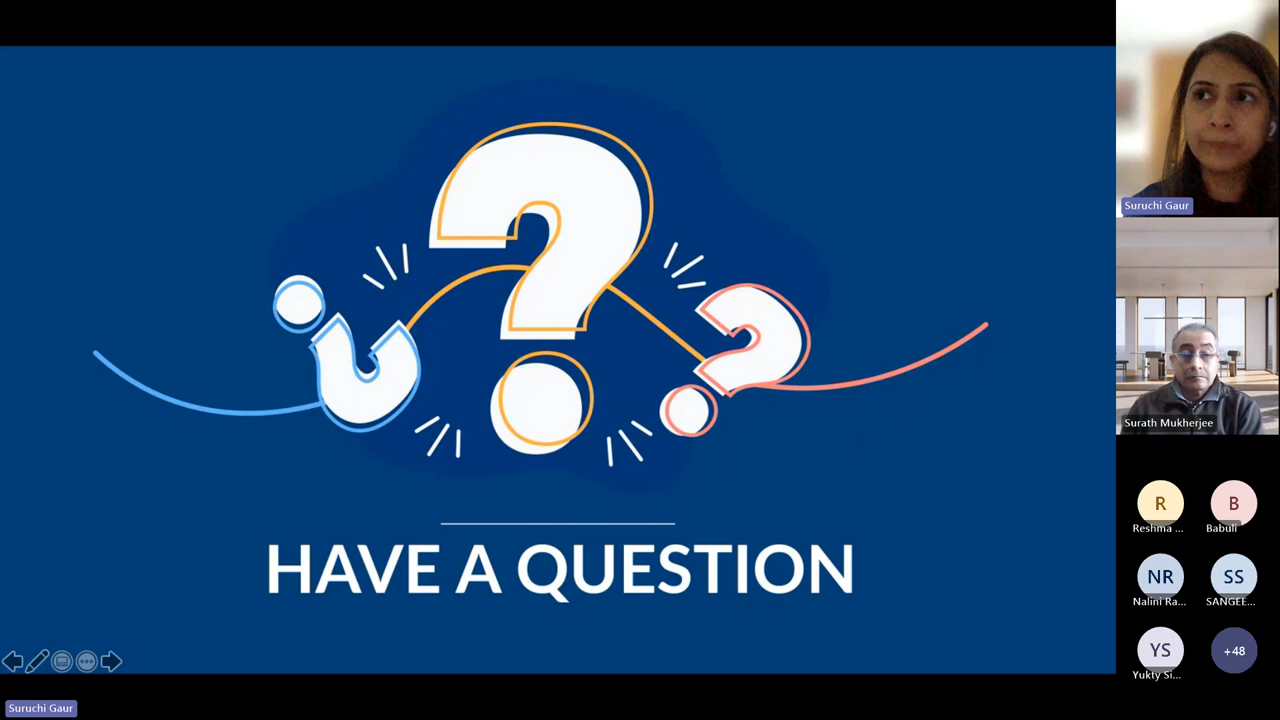 HAVE A QUESTION
Suruchi Gaur
Surath Mukherjee
R
B
Reshma ...
Babuli
NR
SS
Nalini Ra...
SANGEE...
YS
+48
Yukty Si...
Suruchi Gaur